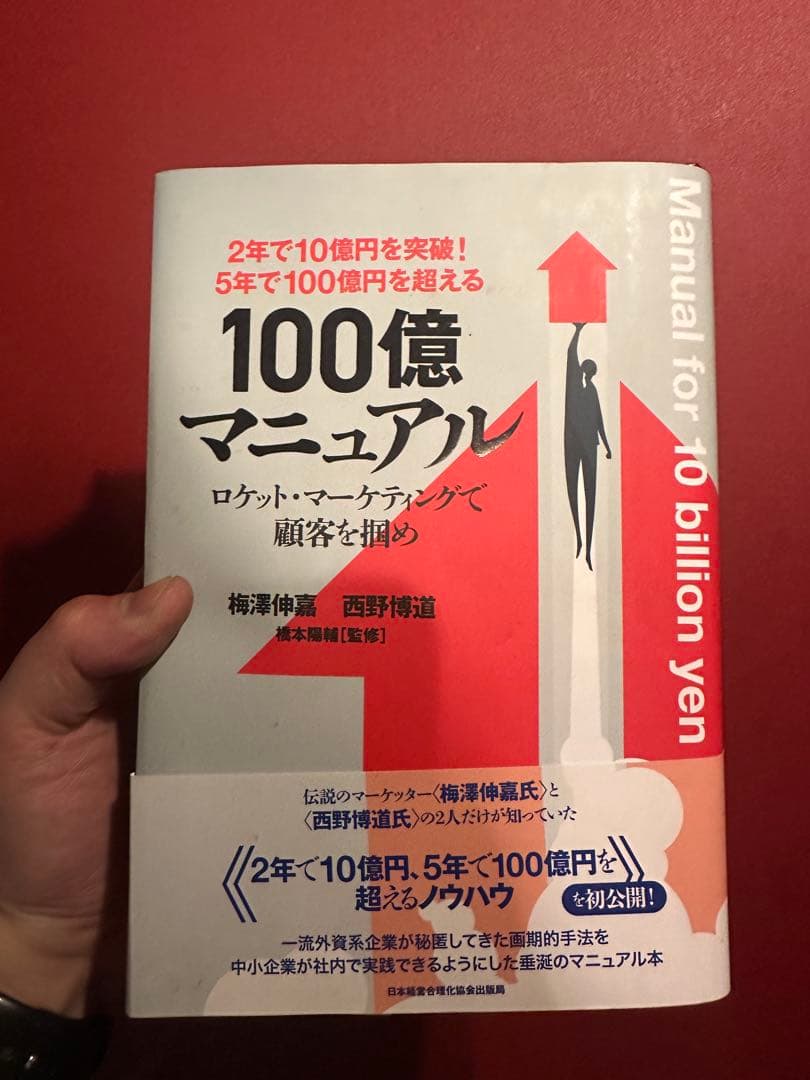 2年で10億円を突破！
5年で100億円を超える
100億
マニュアル
ロケット・マーケティングで
顧客を掴め
梅澤伸嘉　西野博道
橋本陽輔［監修］
Manual for 10 billion yen
伝説のマーケッター〈梅澤伸嘉氏〉と
〈西野博道氏〉の2人だけが知っていた
《2年で10億円、5年で100億円を
超えるノウハウ》を初公開！
一流外資系企業が秘匿してきた画期的手法を
中小企業が社内で実践できるようにした垂涎のマニュアル本
日本経営合理化協会出版局